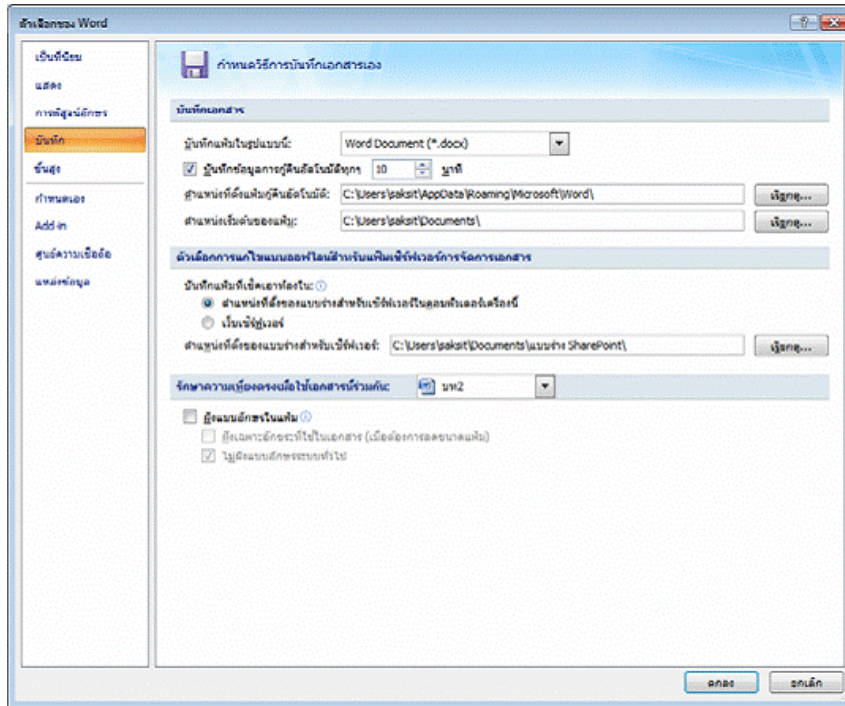 ตัวเลือกของ Word
เป็นที่นิยม
แสดง
การพิสูจน์อักษร
บันทึก
ขั้นสูง
กำหนดเอง
Add-in
ศูนย์ความเชื่อถือ
แหล่งข้อมูล
กำหนดวิธีการบันทึกเอกสารเอง
บันทึกเอกสาร
บันทึกแฟ้มในรูปแบบนี้: Word Document (*.docx)
บันทึกข้อมูลการกู้คืนอัตโนมัติทุกๆ 10 นาที
ตำแหน่งที่ตั้งแฟ้มกู้คืนอัตโนมัติ: C:\Users\saksit\AppData\Roaming\Microsoft\Word\ เรียกดู...
ตำแหน่งเริ่มต้นของแฟ้ม: C:\Users\saksit\Documents\ เรียกดู...
ตัวเลือกการแก้ไขแบบออฟไลน์สำหรับแฟ้มเซิร์ฟเวอร์การจัดการเอกสาร
บันทึกแฟ้มที่เช็คเอาท์ลงใน:
ตำแหน่งที่ตั้งของแบบร่างสำหรับเซิร์ฟเวอร์ในคอมพิวเตอร์เครื่องนี้
เว็บเซิร์ฟเวอร์
ตำแหน่งที่ตั้งของแบบร่างสำหรับเซิร์ฟเวอร์: C:\Users\saksit\Documents\แบบร่าง SharePoint\ เรียกดู...
รักษาความเที่ยงตรงเมื่อใช้เอกสารนี้ร่วมกัน: บท2
ฝังแบบอักษรในแฟ้ม
ฝังเฉพาะอักขระที่ใช้ในเอกสาร (เมื่อต้องการลดขนาดแฟ้ม)
ไม่ฝังแบบอักษรระบบทั่วไป
ตกลง ยกเลิก